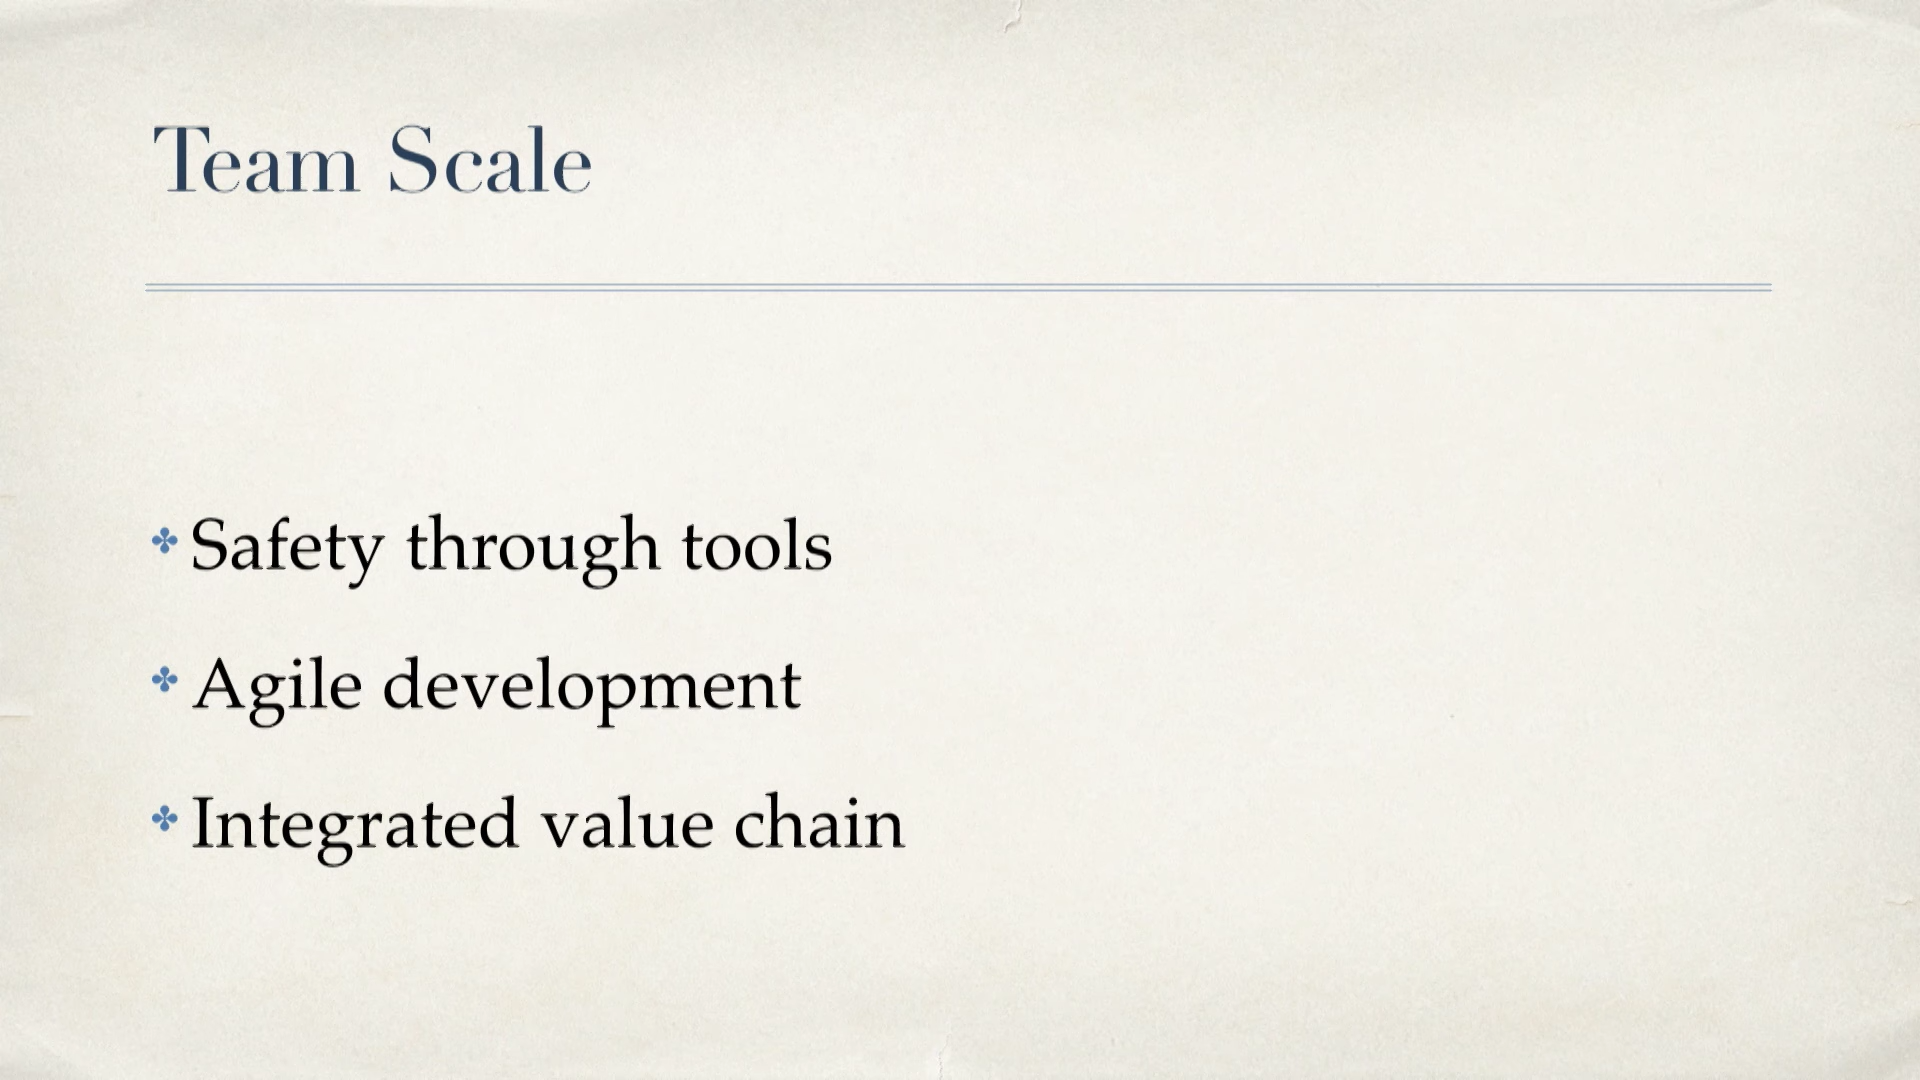 Team Scale
Safety through tools
Agile development
Integrated value chain